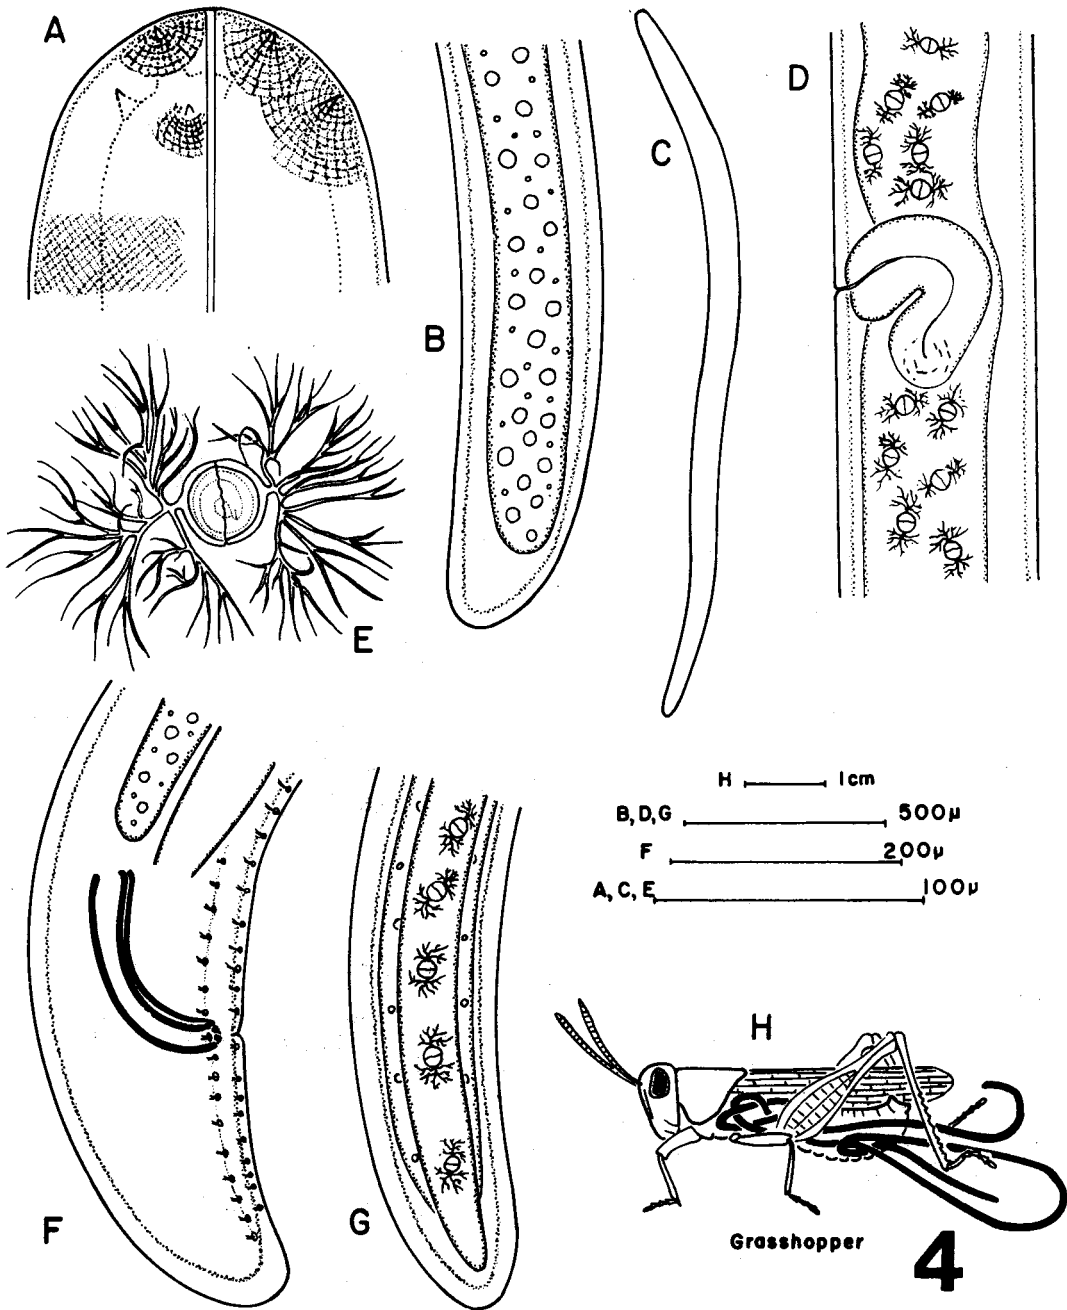 A
B
C
D
E
H 1cm
B, D, G 500μ
F 200μ
A, C, E 100μ
F
G
H
Grasshopper
4